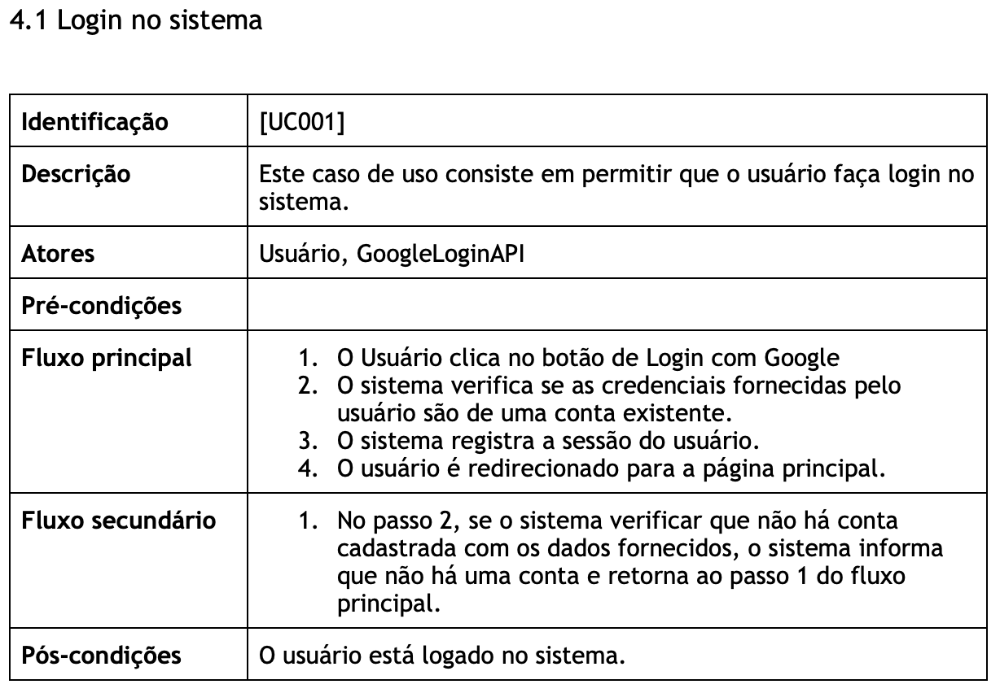 4.1 Login no sistema
Identificação [UC001]
Descrição Este caso de uso consiste em permitir que o usuário faça login no
sistema.
Atores Usuário, GoogleLoginAPI
Pré-condições
Fluxo principal 1. O Usuário clica no botão de Login com Google
2. O sistema verifica se as credenciais fornecidas pelo
usuário são de uma conta existente.
3. O sistema registra a sessão do usuário.
4. O usuário é redirecionado para a página principal.
Fluxo secundário 1. No passo 2, se o sistema verificar que não há conta
cadastrada com os dados fornecidos, o sistema informa
que não há uma conta e retorna ao passo 1 do fluxo
principal.
Pós-condições O usuário está logado no sistema.